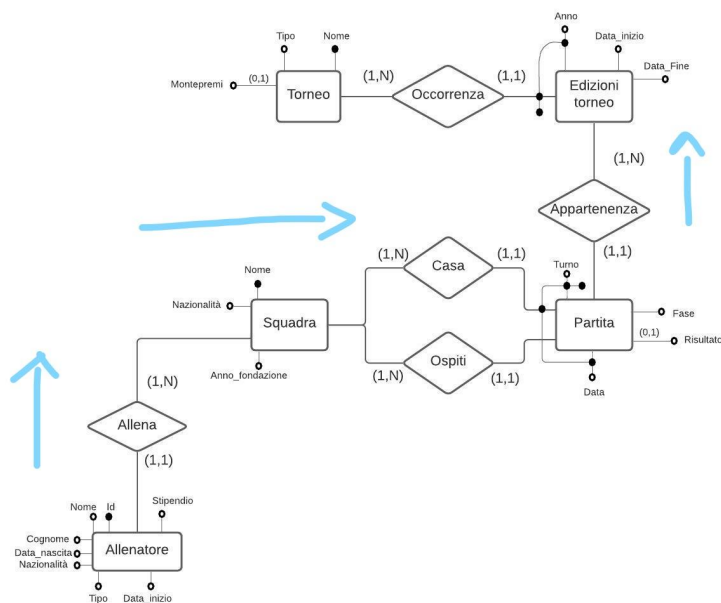 Anno
Tipo
Nome
Data_inizio
Montepremi
(0,1)
Torneo
(1,N)
Occorrenza
(1,1)
Edizioni
torneo
Data_Fine
(1,N)
Appartenenza
(1,1)
Nome
Nazionalità
Squadra
Anno_fondazione
(1,N)
Casa
(1,1)
(1,N)
Ospiti
(1,1)
Turno
Partita
Fase
(0,1)
Risultato
Data
(1,N)
Allena
(1,1)
Nome
Id
Stipendio
Cognome
Data_nascita
Nazionalità
Allenatore
Tipo
Data_inizio